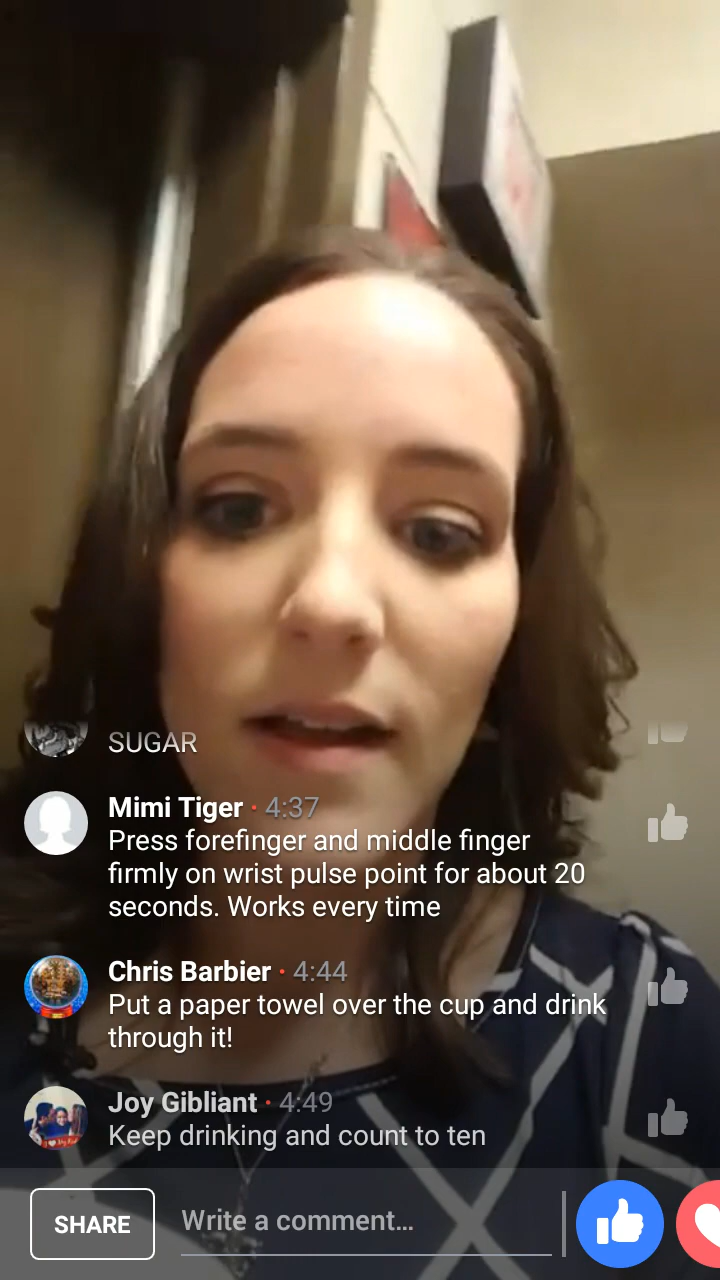 SUGAR
Mimi Tiger · 4:37
Press forefinger and middle finger
firmly on wrist pulse point for about 20
seconds. Works every time
Chris Barbier · 4:44
Put a paper towel over the cup and drink
through it!
Joy Gibliant · 4:49
Keep drinking and count to ten
SHARE
Write a comment...